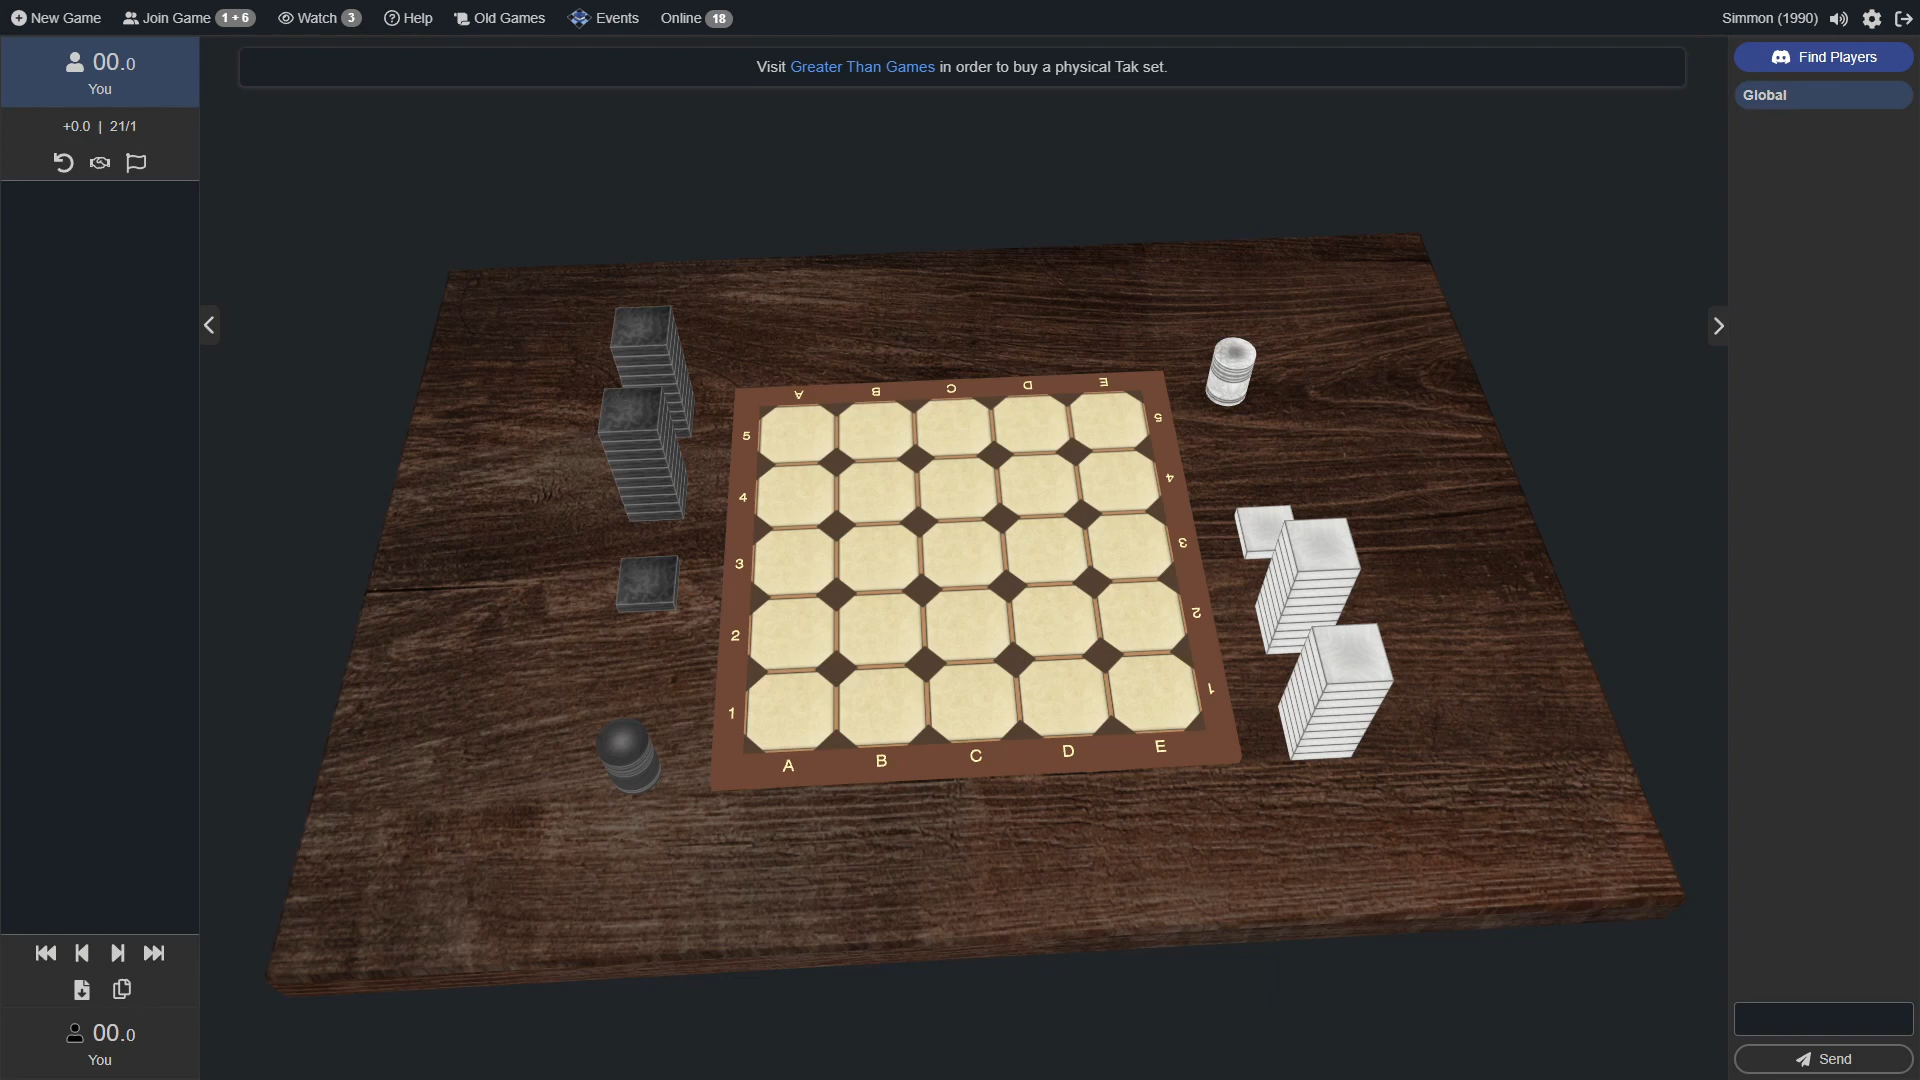 New Game
Join Game 1+6
Watch 3
Help
Old Games
Events
Online 18
Simmon (1990)
00.0
You
+0.0 | 21/1
Visit Greater Than Games in order to buy a physical Tak set.
Find Players
Global
A B C D E
5 5
4 4
3 3
2 2
1 1
A B C D E
00.0
You
Send